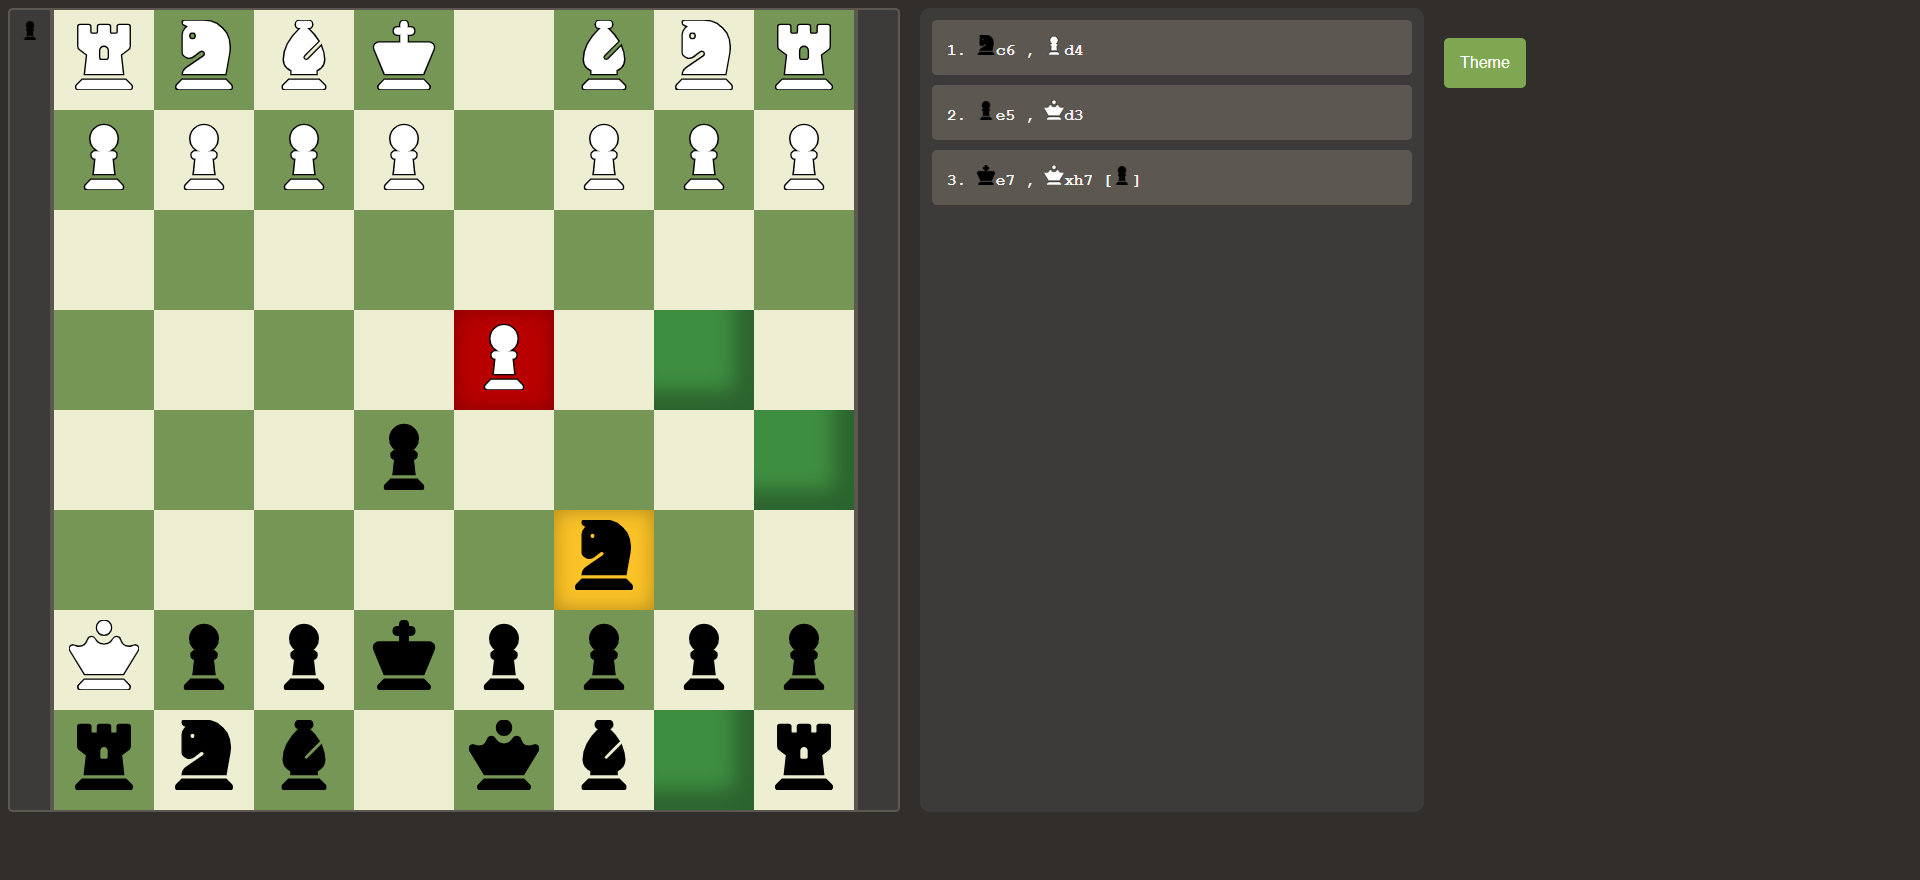 1. ♞c6 , ♙d4
2. ♟e5 , ♕d3
3. ♚e7 , ♕xh7 [♟]
Theme